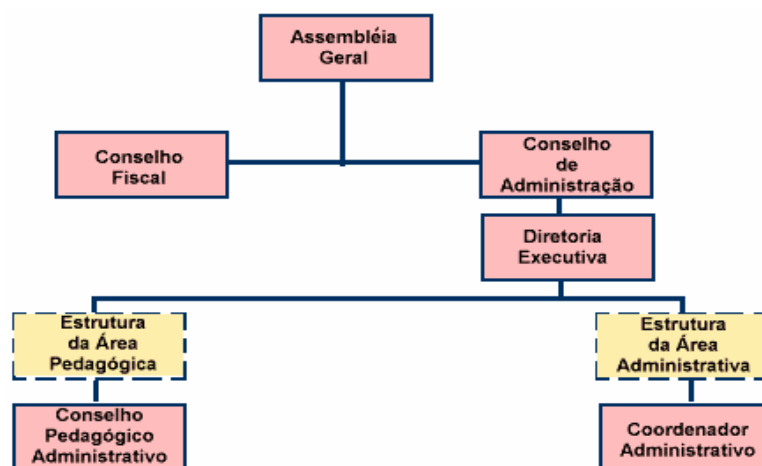 Assembléia
Geral
Conselho
Fiscal
Conselho
de
Administração
Diretoria
Executiva
Estrutura
da Área
Pedagógica
Estrutura
da Área
Administrativa
Conselho
Pedagógico
Administrativo
Coordenador
Administrativo